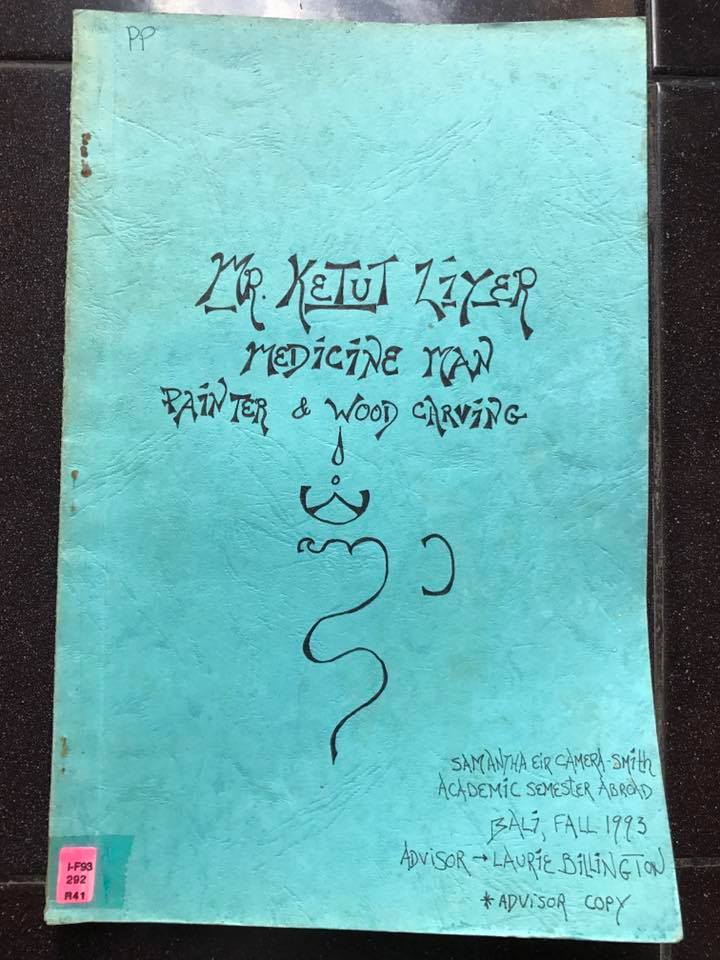 PP
MR. KETUT LIYER
MEDICINE MAN
PAINTER & WOOD CARVING
SAMANTHA EIR CAMERA-SMITH
ACADEMIC SEMESTER ABROAD
BALI, FALL 1993
ADVISOR → LAURIE BILLINGTON
* ADVISOR COPY
I-F93
292
R41